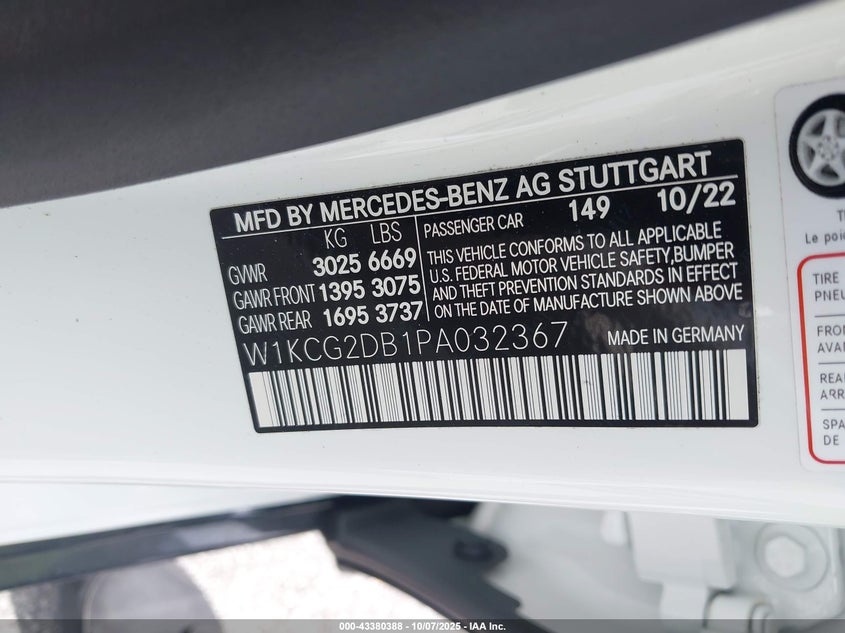 MFD BY MERCEDES-BENZ AG STUTTGART
KG LBS
GVWR 3025 6669
GAWR FRONT 1395 3075
GAWR REAR 1695 3737
PASSENGER CAR 149 10/22
THIS VEHICLE CONFORMS TO ALL APPLICABLE
U.S. FEDERAL MOTOR VEHICLE SAFETY,BUMPER
AND THEFT PREVENTION STANDARDS IN EFFECT
ON DATE OF MANUFACTURE SHOWN ABOVE
W1KCG2DB1PA032367 MADE IN GERMANY
Le poi
TIRE
PNEU
FRON
AVAN
REA
ARR
SPA
DE
000-43380388 - 10/07/2025 - IAA Inc.